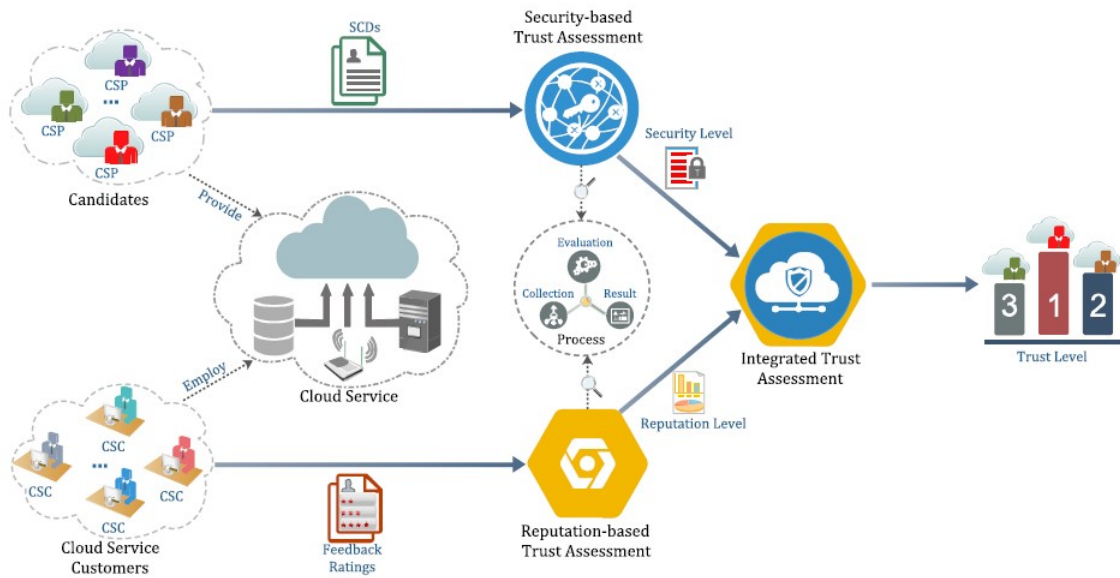 SCDs
Security-based
Trust Assessment
CSP
...
CSP
CSP
CSP
Candidates
Provide
Security Level
Evaluation
Collection
Result
Process
Integrated Trust
Assessment
3
1
2
Trust Level
Cloud Service
Employ
CSC
...
CSC
CSC
CSC
Cloud Service
Customers
Feedback
Ratings
Reputation Level
Reputation-based
Trust Assessment